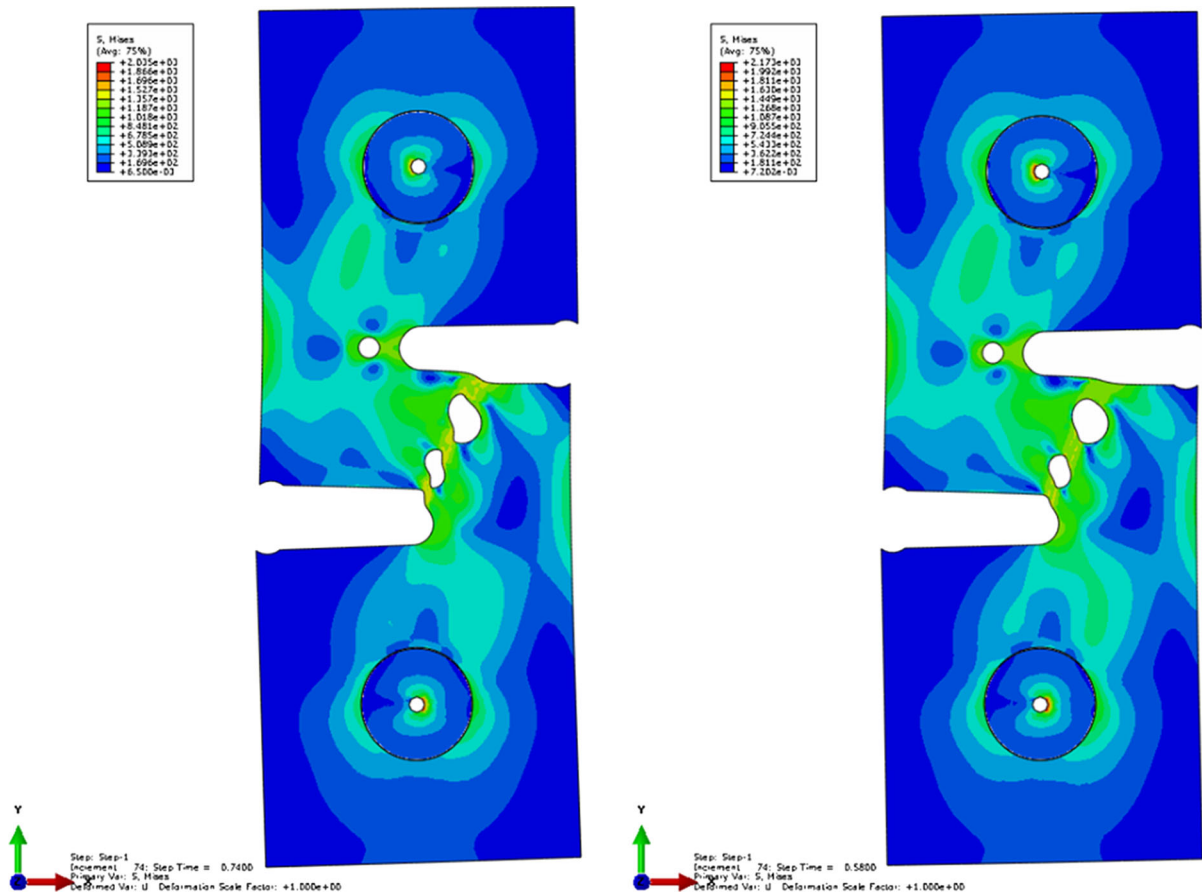 S, Mises
(Avg: 75%)
+2.035e+03
+1.866e+03
+1.696e+03
+1.527e+03
+1.357e+03
+1.187e+03
+1.018e+03
+8.481e+02
+6.785e+02
+5.089e+02
+3.393e+02
+1.696e+02
+6.500e-03
S, Mises
(Avg: 75%)
+2.173e+03
+1.992e+03
+1.811e+03
+1.630e+03
+1.449e+03
+1.268e+03
+1.087e+03
+9.055e+02
+7.244e+02
+5.433e+02
+3.622e+02
+1.811e+02
+7.202e-03
Y
Z
X
Step: Step-1
Increment 74: Step Time = 0.7400
Primary Var: S, Mises
Deformed Var: U Deformation Scale Factor: +1.000e+00
Y
Z
X
Step: Step-1
Increment 74: Step Time = 0.5800
Primary Var: S, Mises
Deformed Var: U Deformation Scale Factor: +1.000e+00